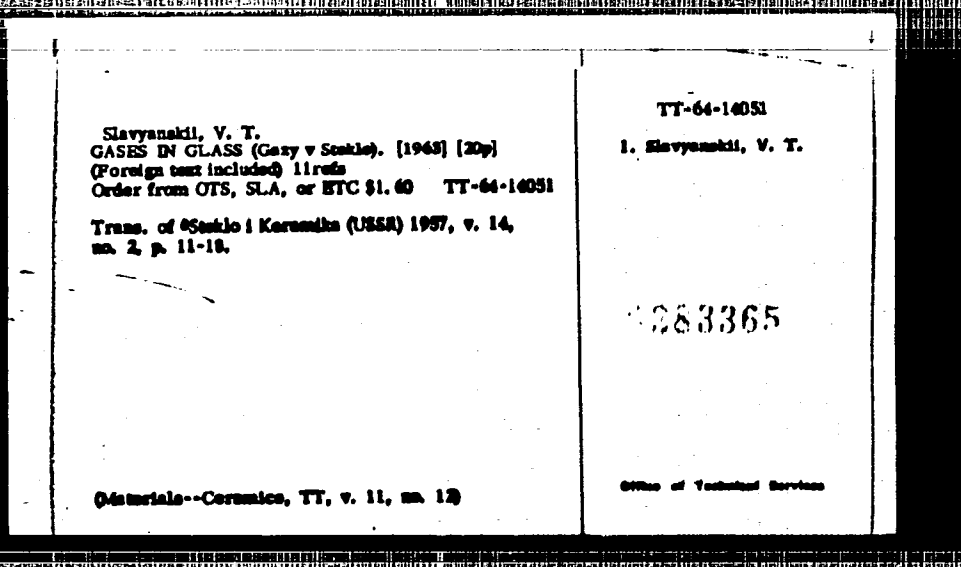 Slavyanskii, V. T.
GASES IN GLASS (Gazy v Stekle). [1963] [20p]
(Foreign text included) 11refs
Order from OTS, SLA, or ETC $1.60 TT-64-14051
Trans. of *Steklo i Keramika (USSR) 1957, v. 14,
no. 2, p. 11-18.
(Materials--Ceramics, TT, v. 11, no. 12)
TT-64-14051
1. Slavyanskii, V. T.
283365
Office of Technical Services